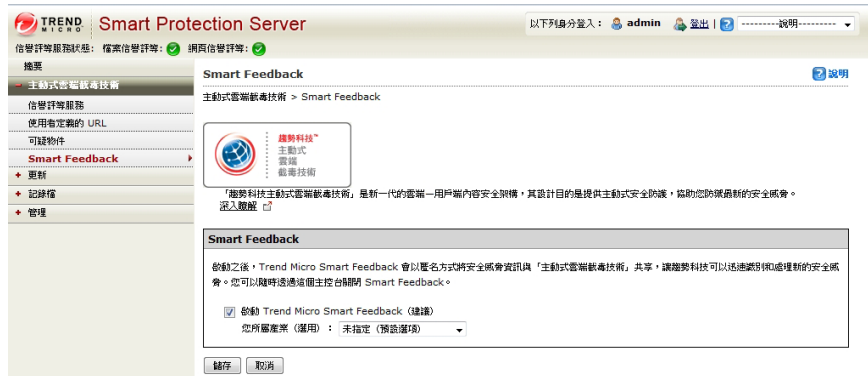 TREND MICRO Smart Protection Server
以下列身分登入： admin 登出 | ---------說明---------
信譽評等服務狀態： 檔案信譽評等： 網頁信譽評等：
摘要
主動式雲端截毒技術
信譽評等服務
使用者定義的 URL
可疑物件
Smart Feedback
+ 更新
+ 記錄檔
+ 管理
Smart Feedback
說明
主動式雲端截毒技術 > Smart Feedback
趨勢科技™
主動式
雲端
截毒技術
「趨勢科技主動式雲端截毒技術」是新一代的雲端－用戶端內容安全架構，其設計目的是提供主動式安全防護，協助您防禦最新的安全威脅。
深入瞭解
Smart Feedback
啟動之後，Trend Micro Smart Feedback 會以匿名方式將安全威脅資訊與「主動式雲端截毒技術」共享，讓趨勢科技可以迅速識別和處理新的安全威
脅。您可以隨時透過這個主控台關閉 Smart Feedback。
啟動 Trend Micro Smart Feedback（建議）
您所屬產業（選用）： 未指定（預設選項）
儲存 取消